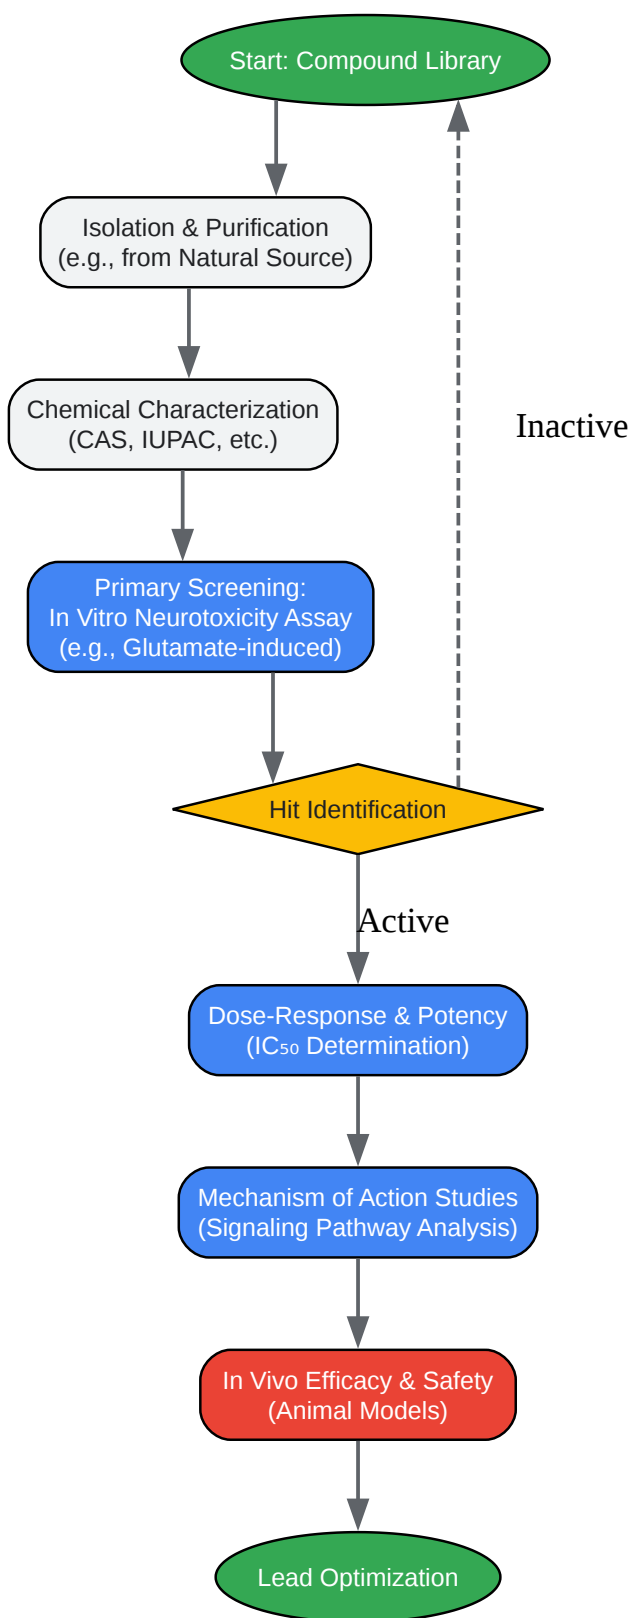 Start: Compound Library
Isolation & Purification
(e.g., from Natural Source)
Chemical Characterization
(CAS, IUPAC, etc.)
Inactive
Primary Screening:
In Vitro Neurotoxicity Assay
(e.g., Glutamate-induced)
Hit Identification
Active
Dose-Response & Potency
(IC₅₀ Determination)
Mechanism of Action Studies
(Signaling Pathway Analysis)
In Vivo Efficacy & Safety
(Animal Models)
Lead Optimization